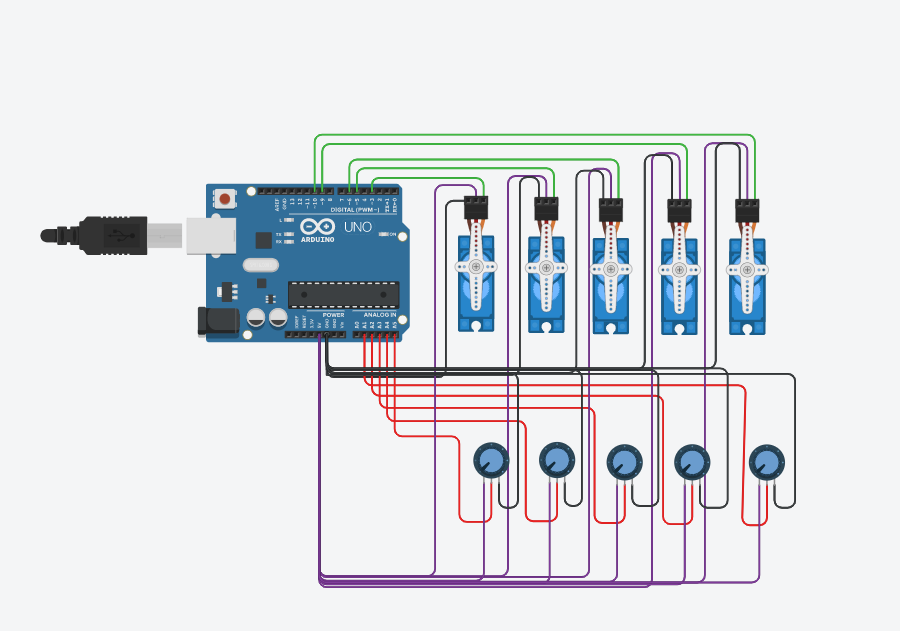 AREF
GND
13
12
~11
~10
~9
8
7
~6
~5
4
~3
2
TX→1
RX←0
DIGITAL (PWM~)
L
TX
RX
ON
UNO
ARDUINO
POWER
ANALOG IN
IOREF
RESET
3.3V
5V
GND
GND
Vin
A0
A1
A2
A3
A4
A5